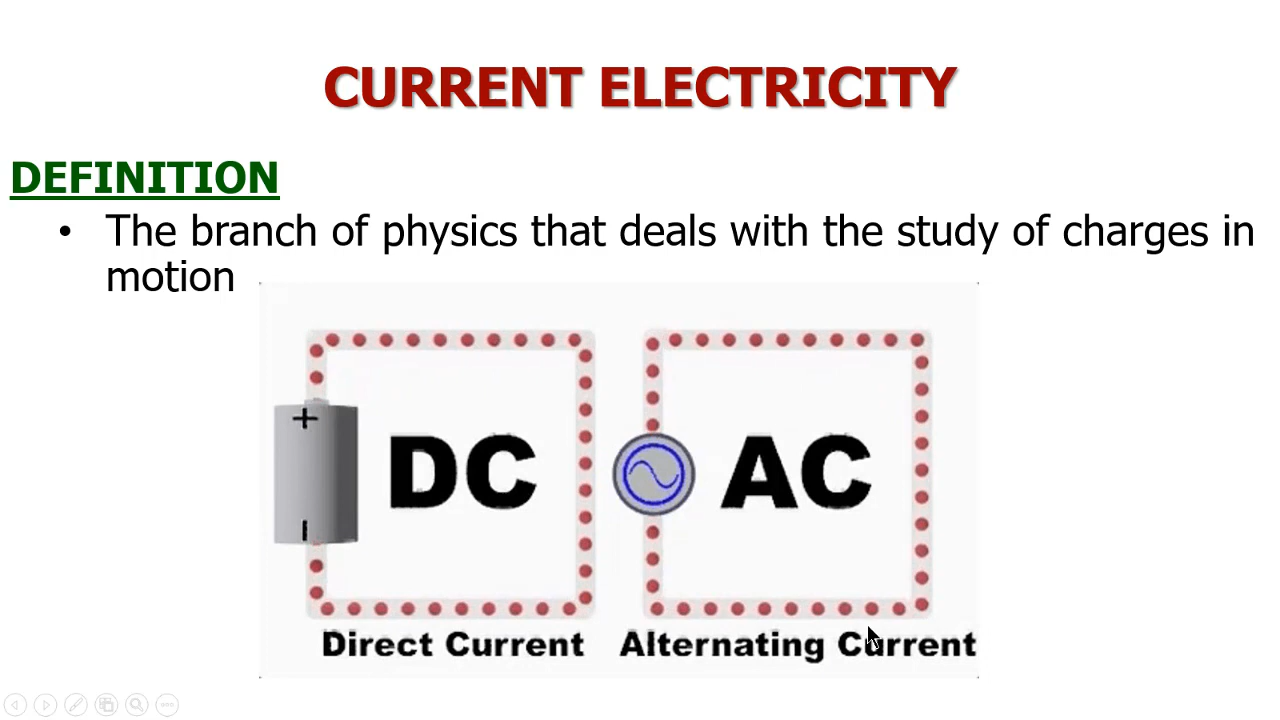 CURRENT ELECTRICITY
DEFINITION
• The branch of physics that deals with the study of charges in
motion
+
DC
AC
-
Direct Current
Alternating Current